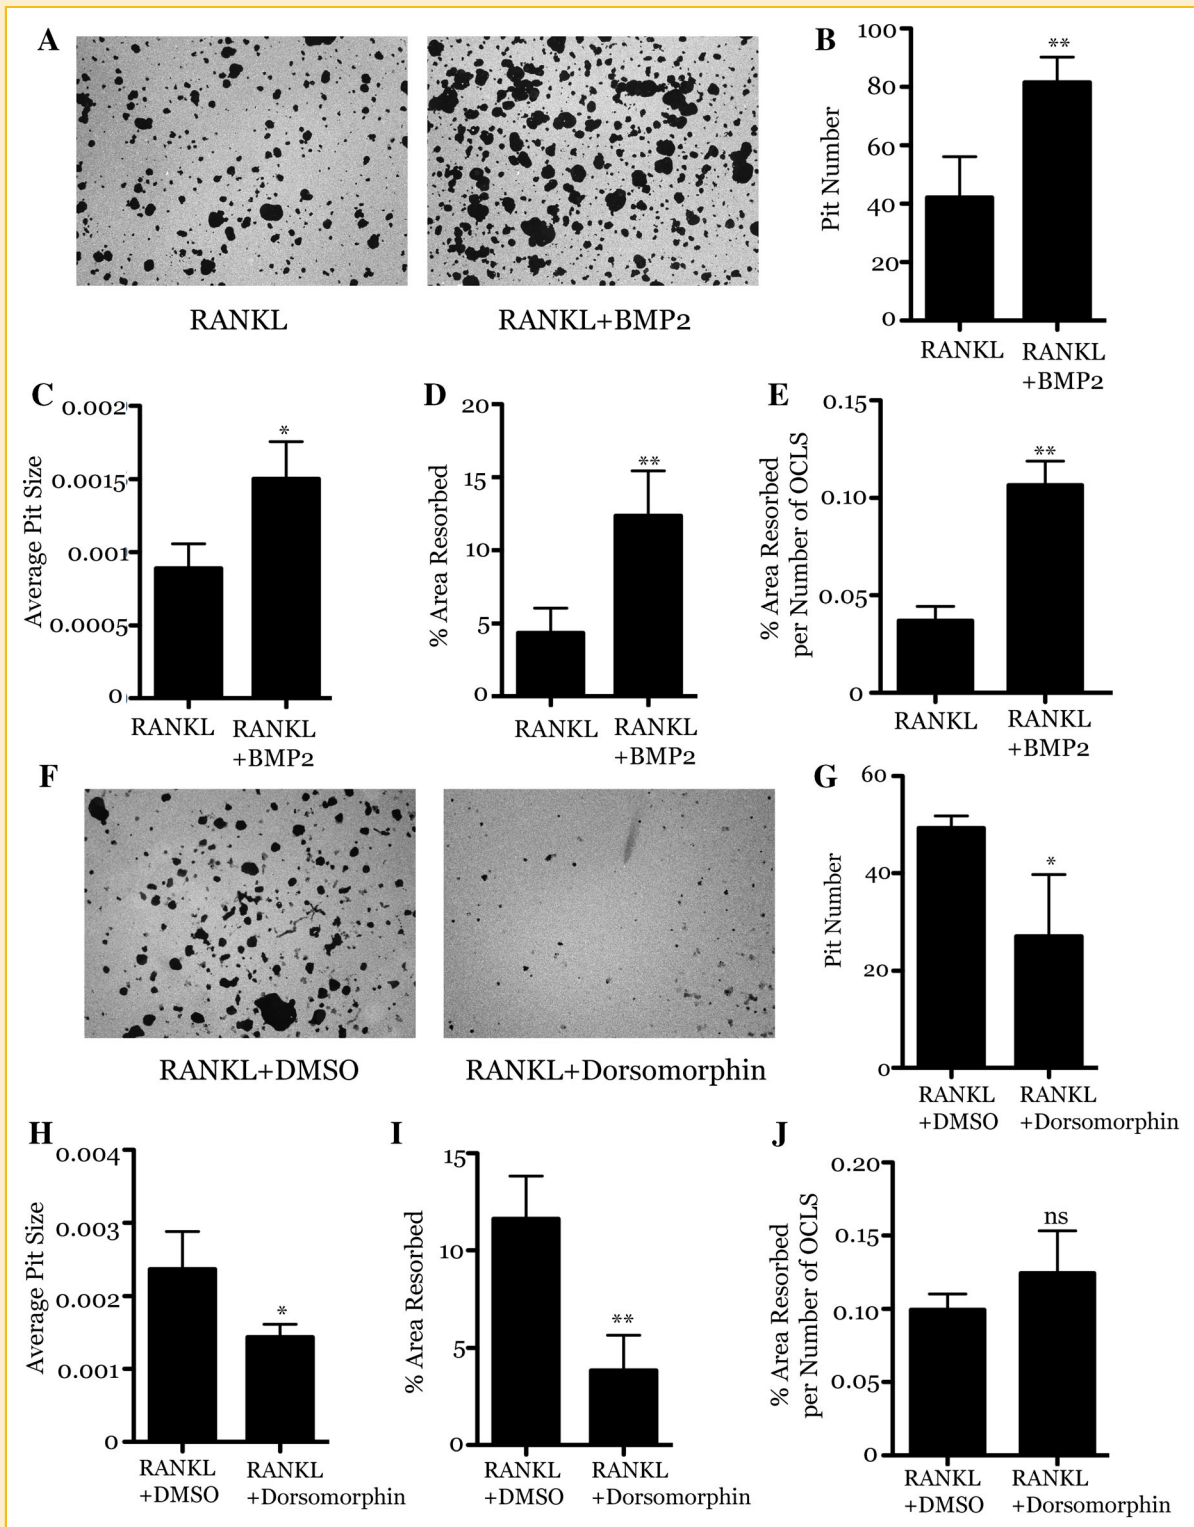 A
RANKL
RANKL+BMP2
B
Pit Number
100
80
60
40
20
0
**
RANKL
RANKL
+BMP2
C
Average Pit Size
0.002
0.0015
0.001
0.0005
0
*
RANKL
RANKL
+BMP2
D
% Area Resorbed
20
15
10
5
0
**
RANKL
RANKL
+BMP2
E
% Area Resorbed
per Number of OCLS
0.15
0.10
0.05
0
**
RANKL
RANKL
+BMP2
F
RANKL+DMSO
RANKL+Dorsomorphin
G
Pit Number
60
40
20
0
*
RANKL
+DMSO
RANKL
+Dorsomorphin
H
Average Pit Size
0.004
0.003
0.002
0.001
0
*
RANKL
+DMSO
RANKL
+Dorsomorphin
I
% Area Resorbed
15
10
5
0
**
RANKL
+DMSO
RANKL
+Dorsomorphin
J
% Area Resorbed
per Number of OCLS
0.20
0.15
0.10
0.05
0
ns
RANKL
+DMSO
RANKL
+Dorsomorphin